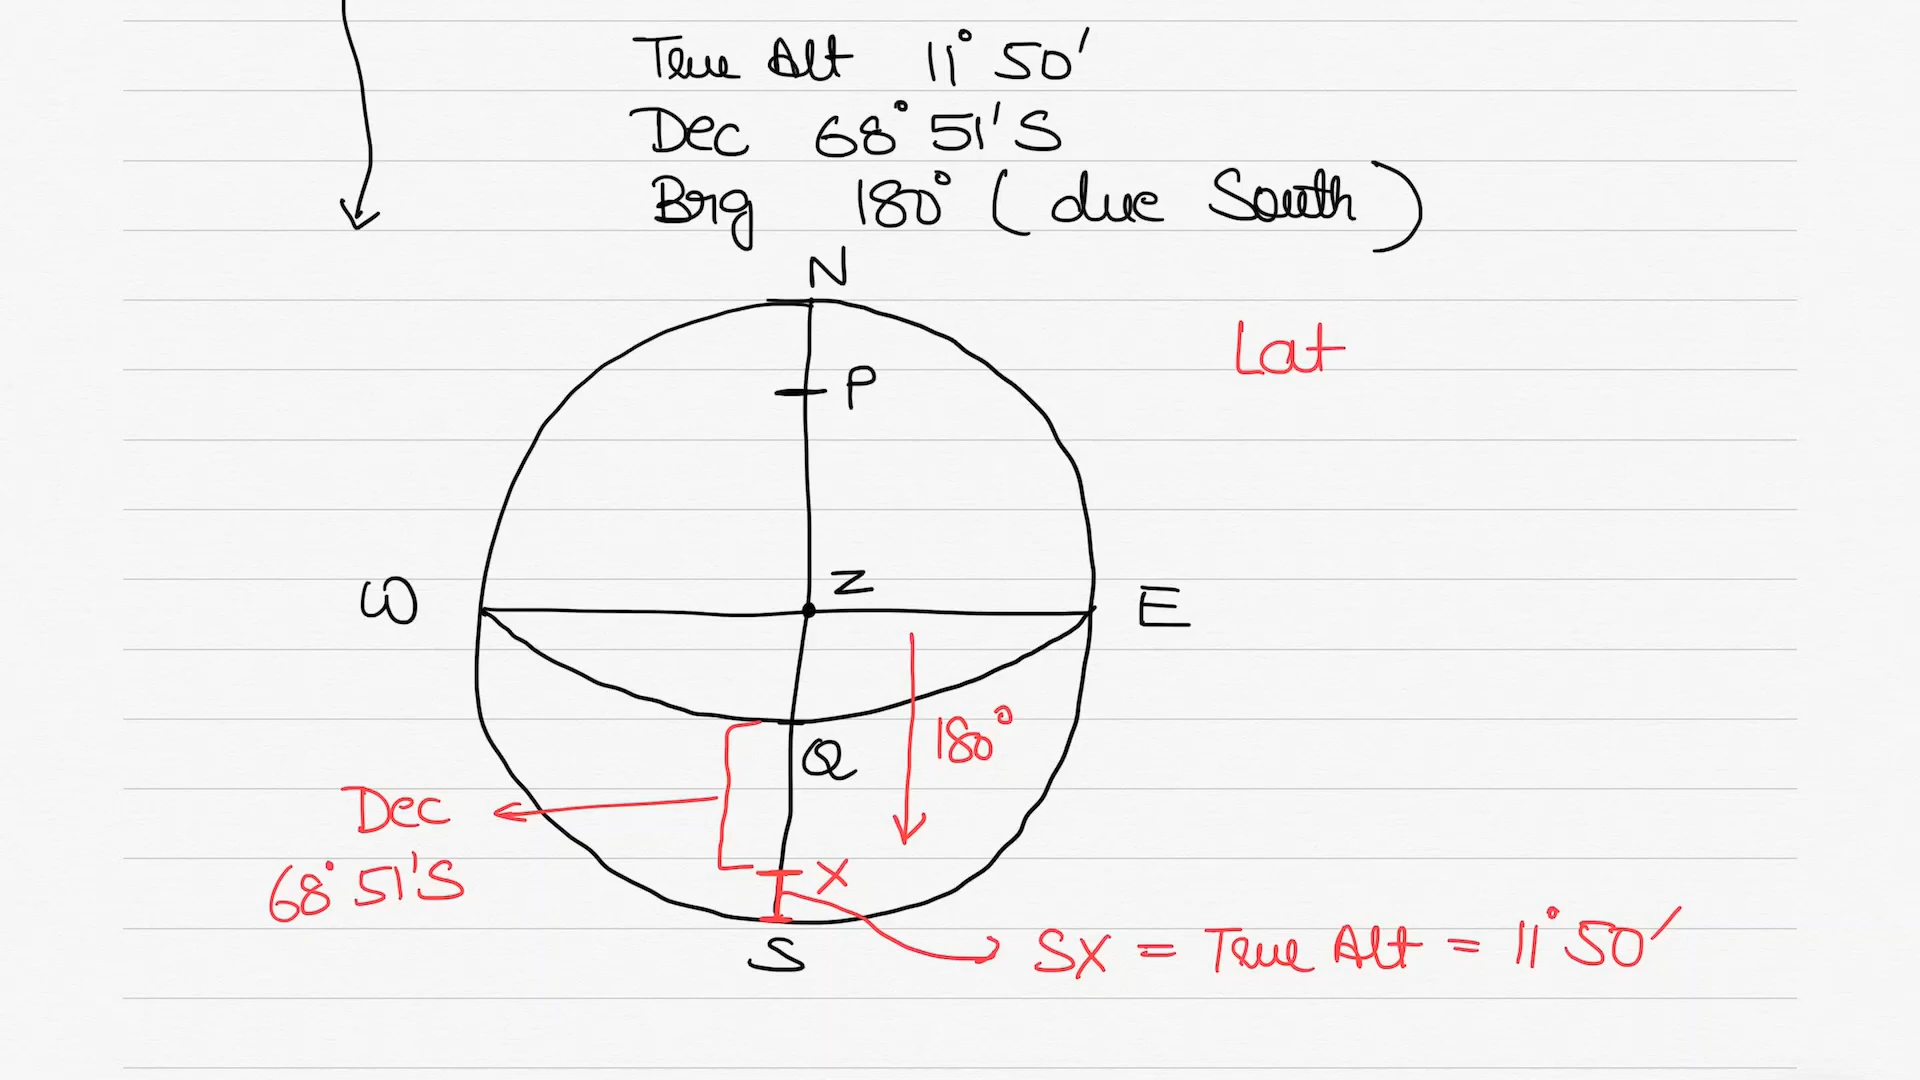 True Alt 11° 50'
Dec 68° 51' S
Brg 180° (due South)
N
Lat
P
Z
W
E
180°
Q
Dec
68° 51' S
X
S
SX = True Alt = 11° 50'